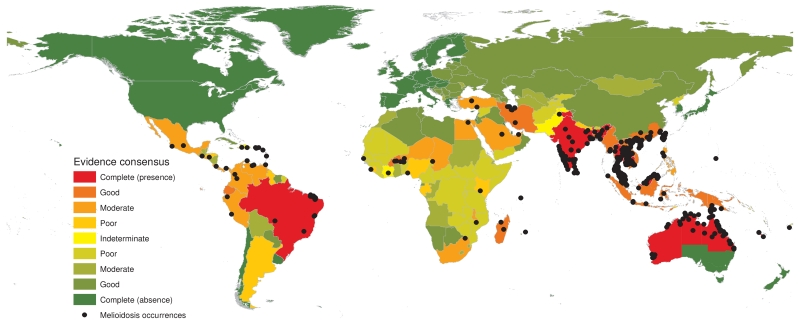 Evidence consensus
Complete (presence)
Good
Moderate
Poor
Indeterminate
Poor
Moderate
Good
Complete (absence)
Melioidosis occurrences